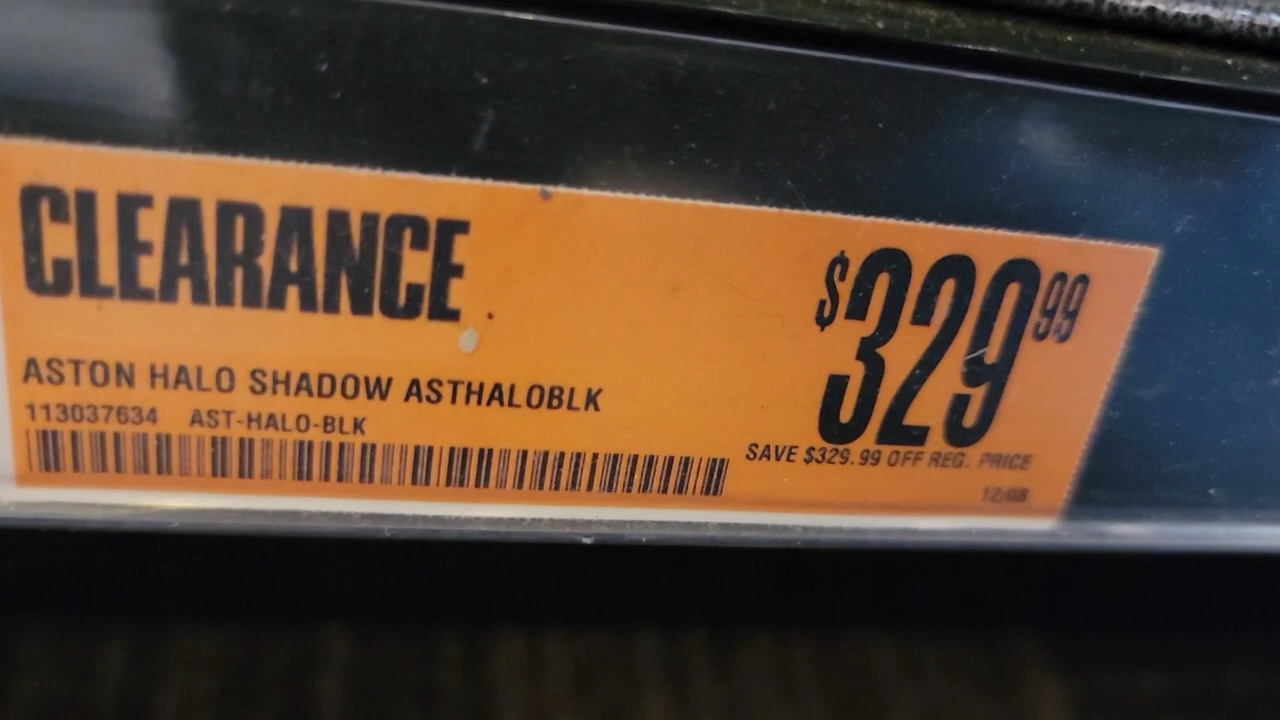 CLEARANCE
$329 99
ASTON HALO SHADOW ASTHALOBLK
113037634 AST-HALO-BLK
SAVE $329.99 OFF REG. PRICE
12/08